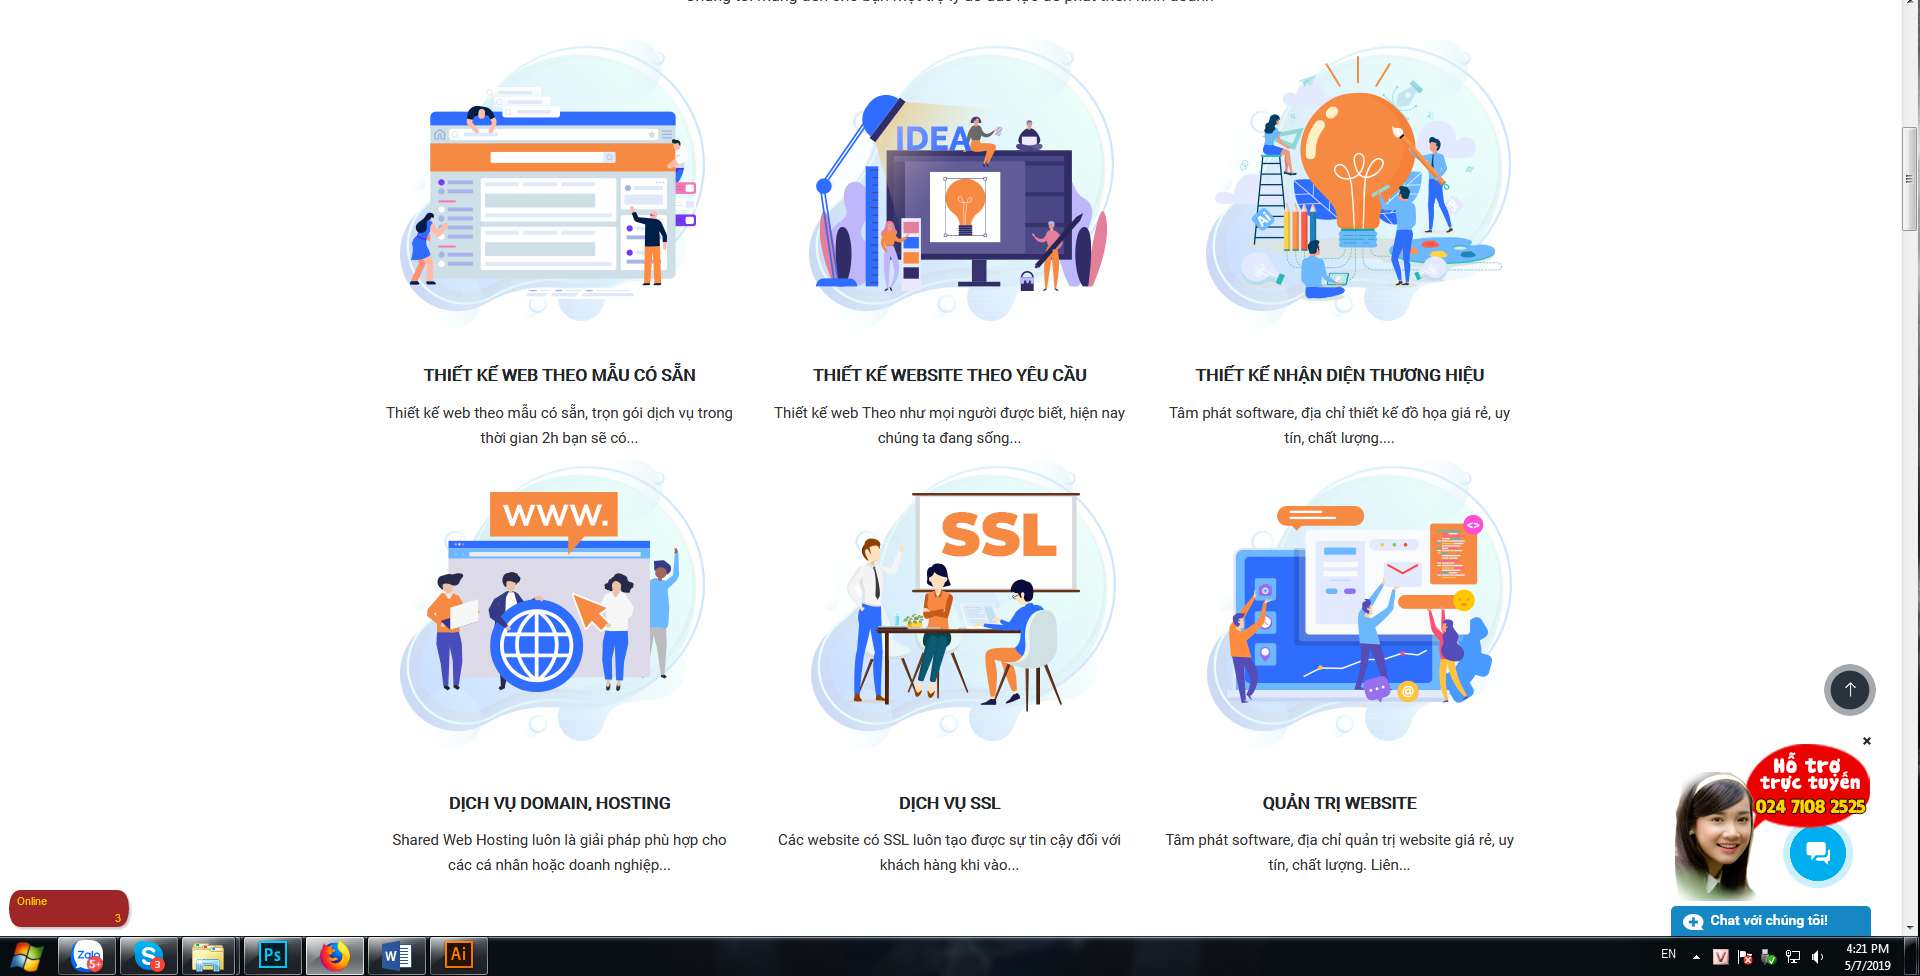 IDEA
AI
THIẾT KẾ WEB THEO MẪU CÓ SẴN
THIẾT KẾ WEBSITE THEO YÊU CẦU
THIẾT KẾ NHẬN DIỆN THƯƠNG HIỆU
Thiết kế web theo mẫu có sẵn, trọn gói dịch vụ trong
thời gian 2h bạn sẽ có...
Thiết kế web Theo như mọi người được biết, hiện nay
chúng ta đang sống...
Tâm phát software, địa chỉ thiết kế đồ họa giá rẻ, uy
tín, chất lượng....
WWW.
SSL
<>
@
DỊCH VỤ DOMAIN, HOSTING
DỊCH VỤ SSL
QUẢN TRỊ WEBSITE
Shared Web Hosting luôn là giải pháp phù hợp cho
các cá nhân hoặc doanh nghiệp...
Các website có SSL luôn tạo được sự tin cậy đối với
khách hàng khi vào...
Tâm phát software, địa chỉ quản trị website giá rẻ, uy
tín, chất lượng. Liên...
Hỗ trợ
trực tuyến
024 7108 2525
Chat với chúng tôi!
Online
3
Zalo
5+
S
3
Ps
W
Ai
EN
V
4:21 PM
5/7/2019